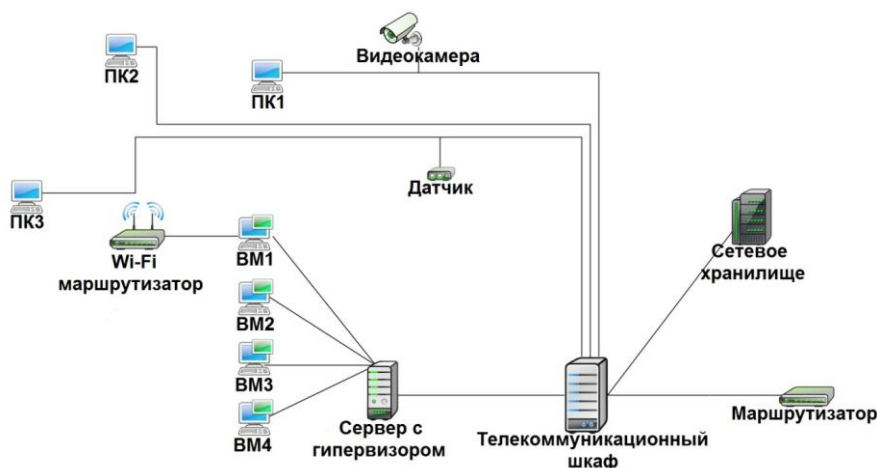 Видеокамера
ПК2
ПК1
Датчик
ПК3
Wi-Fi
маршрутизатор
ВМ1
Сетевое
хранилище
ВМ2
ВМ3
ВМ4
Сервер с
гипервизором
Телекоммуникационный
шкаф
Маршрутизатор